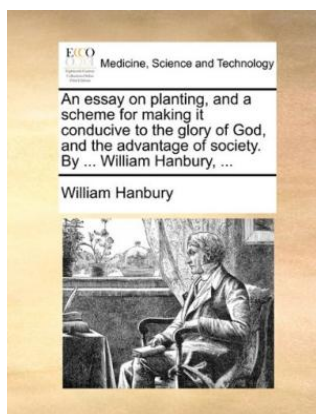 ECCO
Medicine, Science and Technology
An essay on planting, and a
scheme for making it
conducive to the glory of God,
and the advantage of society.
By ... William Hanbury, ...
William Hanbury